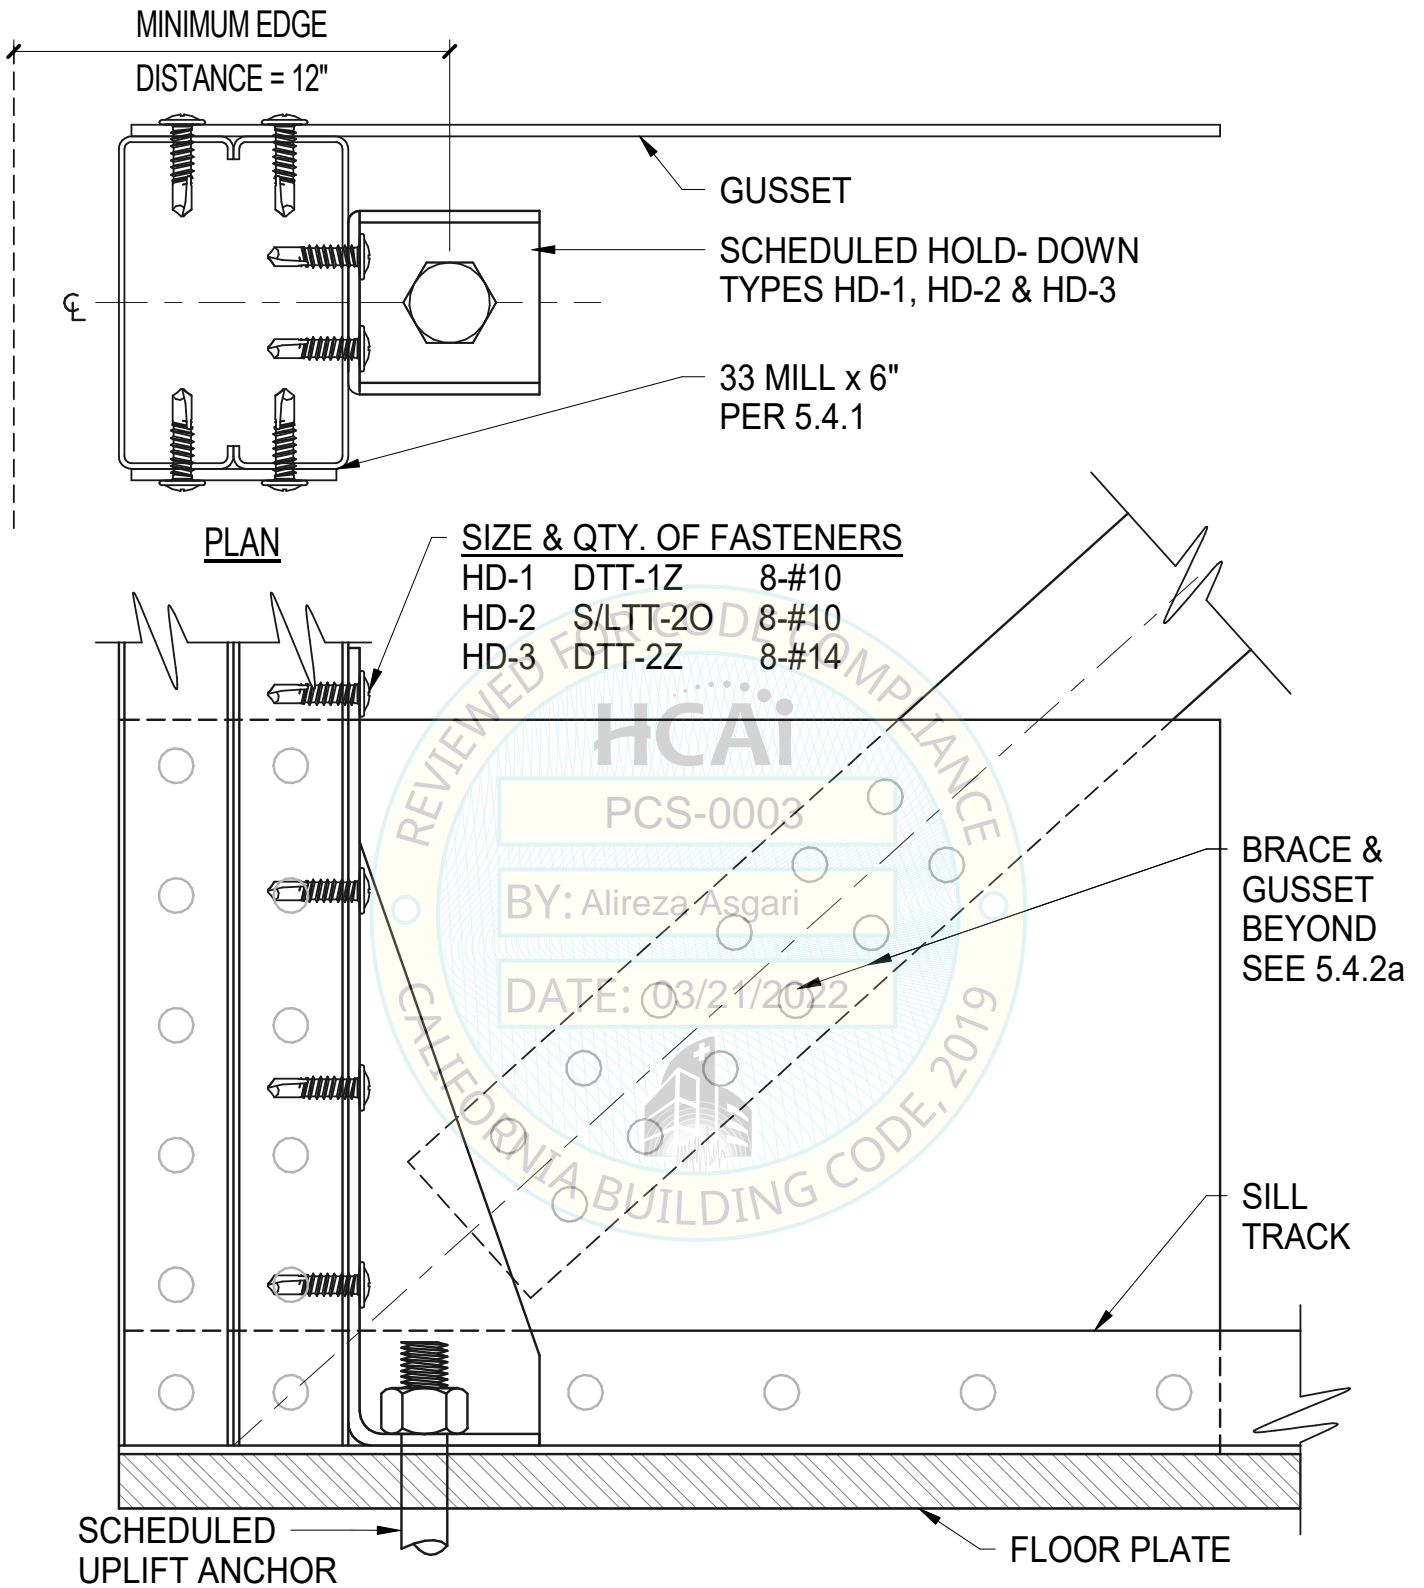 MINIMUM EDGE
DISTANCE = 12"
GUSSET
SCHEDULED HOLD- DOWN
TYPES HD-1, HD-2 & HD-3
℄
33 MILL x 6"
PER 5.4.1
PLAN
SIZE & QTY. OF FASTENERS
HD-1 DTT-1Z 8-#10
HD-2 S/LTT-2O 8-#10
HD-3 DTT-2Z 8-#14
REVIEWED FOR CODE COMPLIANCE
HCAi
PCS-0003
BY: Alireza Asgari
DATE: 03/21/2022
CALIFORNIA BUILDING CODE, 2019
BRACE &
GUSSET
BEYOND
SEE 5.4.2a
SILL
TRACK
SCHEDULED
UPLIFT ANCHOR
FLOOR PLATE